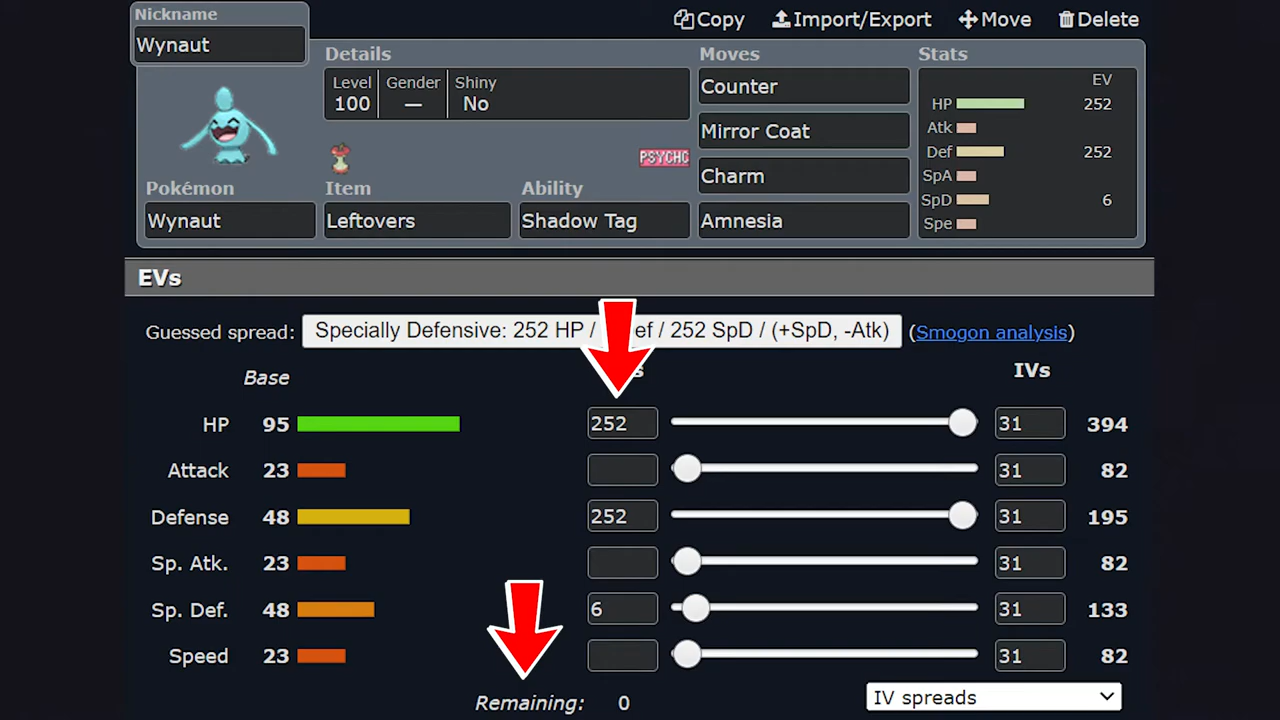 Nickname
Wynaut
Copy Import/Export Move Delete
Details
Level Gender Shiny
100 — No
PSYCHC
Pokémon Item Ability
Wynaut Leftovers Shadow Tag
Moves
Counter
Mirror Coat
Charm
Amnesia
Stats
EV
HP 252
Atk
Def 252
SpA
SpD 6
Spe
EVs
Guessed spread: Specially Defensive: 252 HP / ef / 252 SpD / (+SpD, -Atk) (Smogon analysis)
Base IVs
HP 95 252 31 394
Attack 23 31 82
Defense 48 252 31 195
Sp. Atk. 23 31 82
Sp. Def. 48 6 31 133
Speed 23 31 82
Remaining: 0 IV spreads